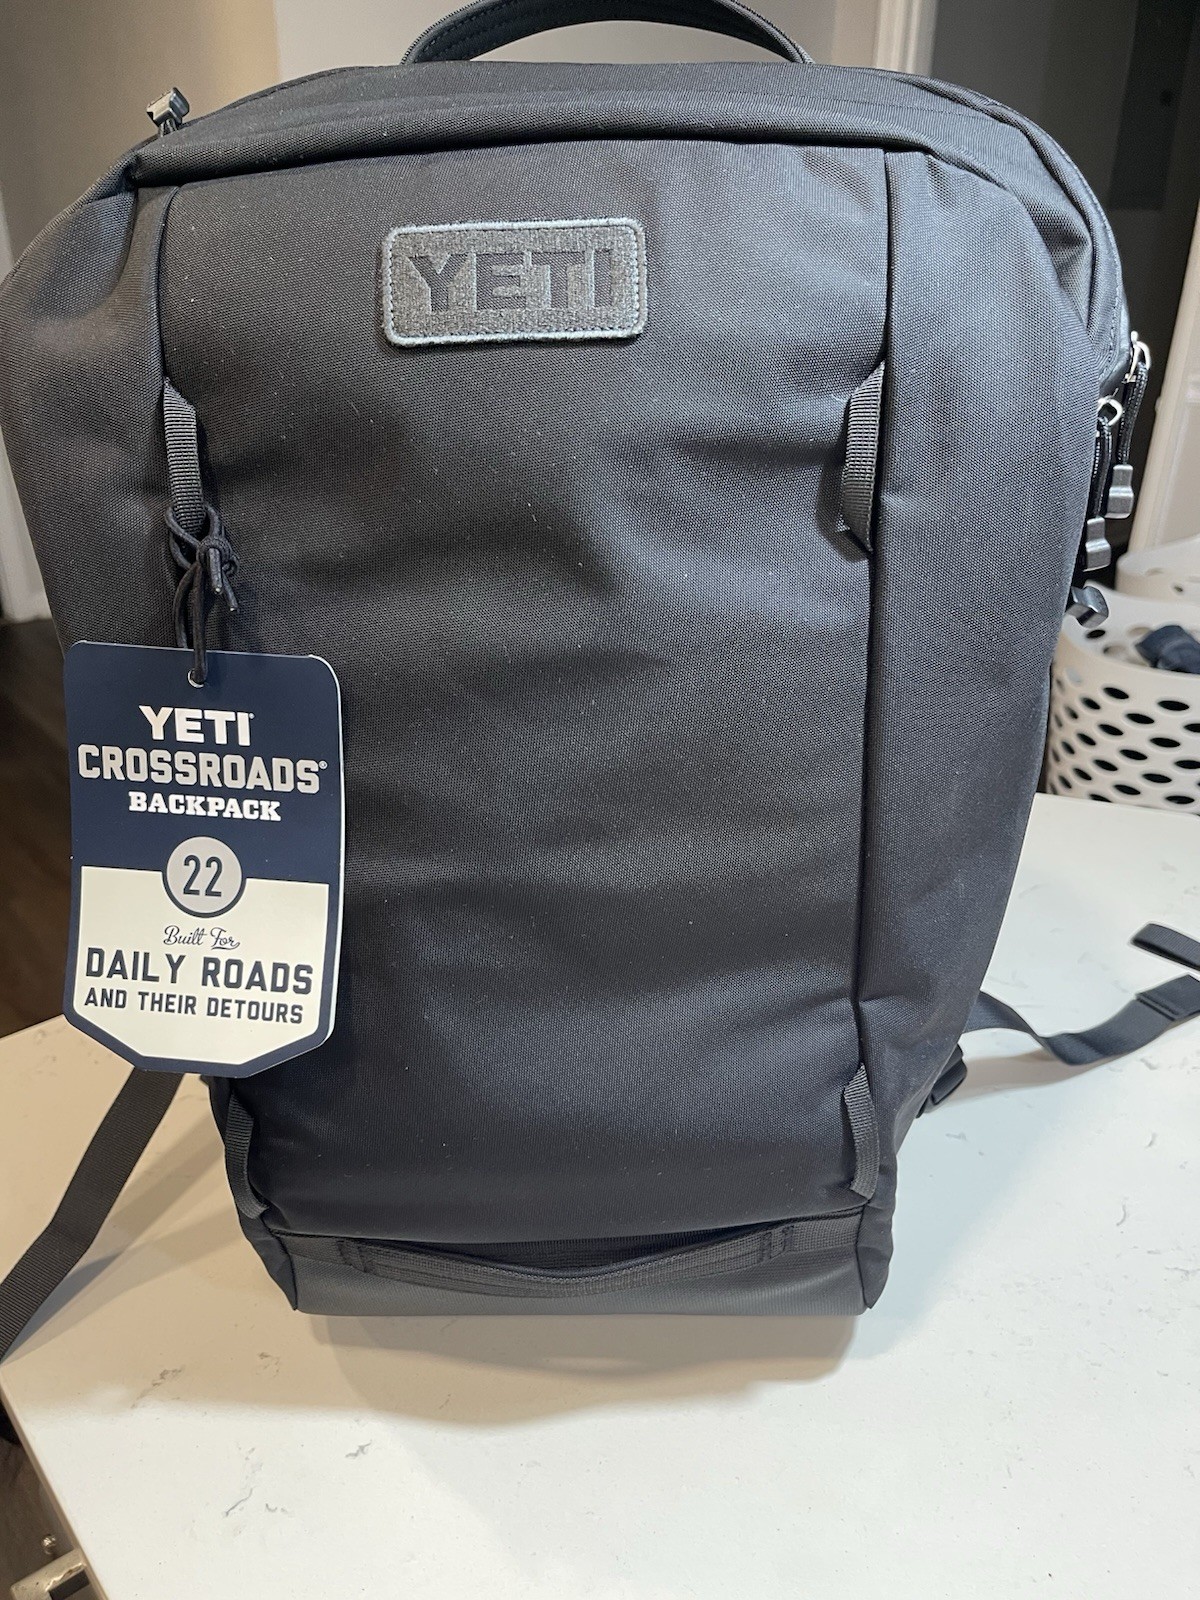 YETI
YETI
CROSSROADS®
BACKPACK
22
Built For
DAILY ROADS
AND THEIR DETOURS